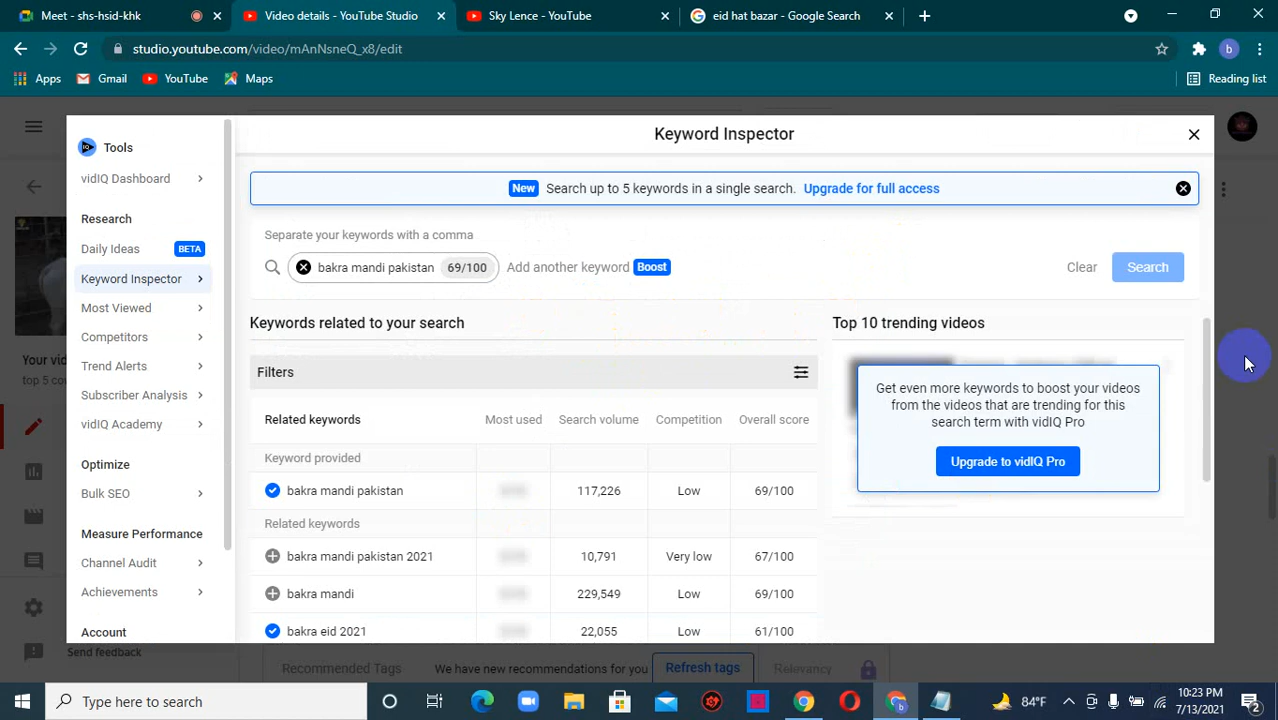 Meet - shs-hsid-khk
Video details - YouTube Studio
Sky Lence - YouTube
eid hat bazar - Google Search
studio.youtube.com/video/mAnNsneQ_x8/edit
b
Apps
Gmail
YouTube
Maps
Reading list
Tools
vidIQ Dashboard
Research
Daily Ideas BETA
Keyword Inspector
Most Viewed
Competitors
Trend Alerts
Subscriber Analysis
vidIQ Academy
Optimize
Bulk SEO
Measure Performance
Channel Audit
Achievements
Account
Send feedback
Your vid
top 5 cou
Keyword Inspector
New Search up to 5 keywords in a single search. Upgrade for full access
Separate your keywords with a comma
bakra mandi pakistan 69/100 Add another keyword Boost
Clear
Search
Keywords related to your search
Filters
Related keywords Most used Search volume Competition Overall score
Keyword provided
bakra mandi pakistan 117,226 Low 69/100
Related keywords
bakra mandi pakistan 2021 10,791 Very low 67/100
bakra mandi 229,549 Low 69/100
bakra eid 2021 22,055 Low 61/100
Top 10 trending videos
Get even more keywords to boost your videos
from the videos that are trending for this
search term with vidIQ Pro
Upgrade to vidIQ Pro
Recommended Tags We have new recommendations for you Refresh tags Relevancy
Type here to search
84°F
10:23 PM
7/13/2021
2